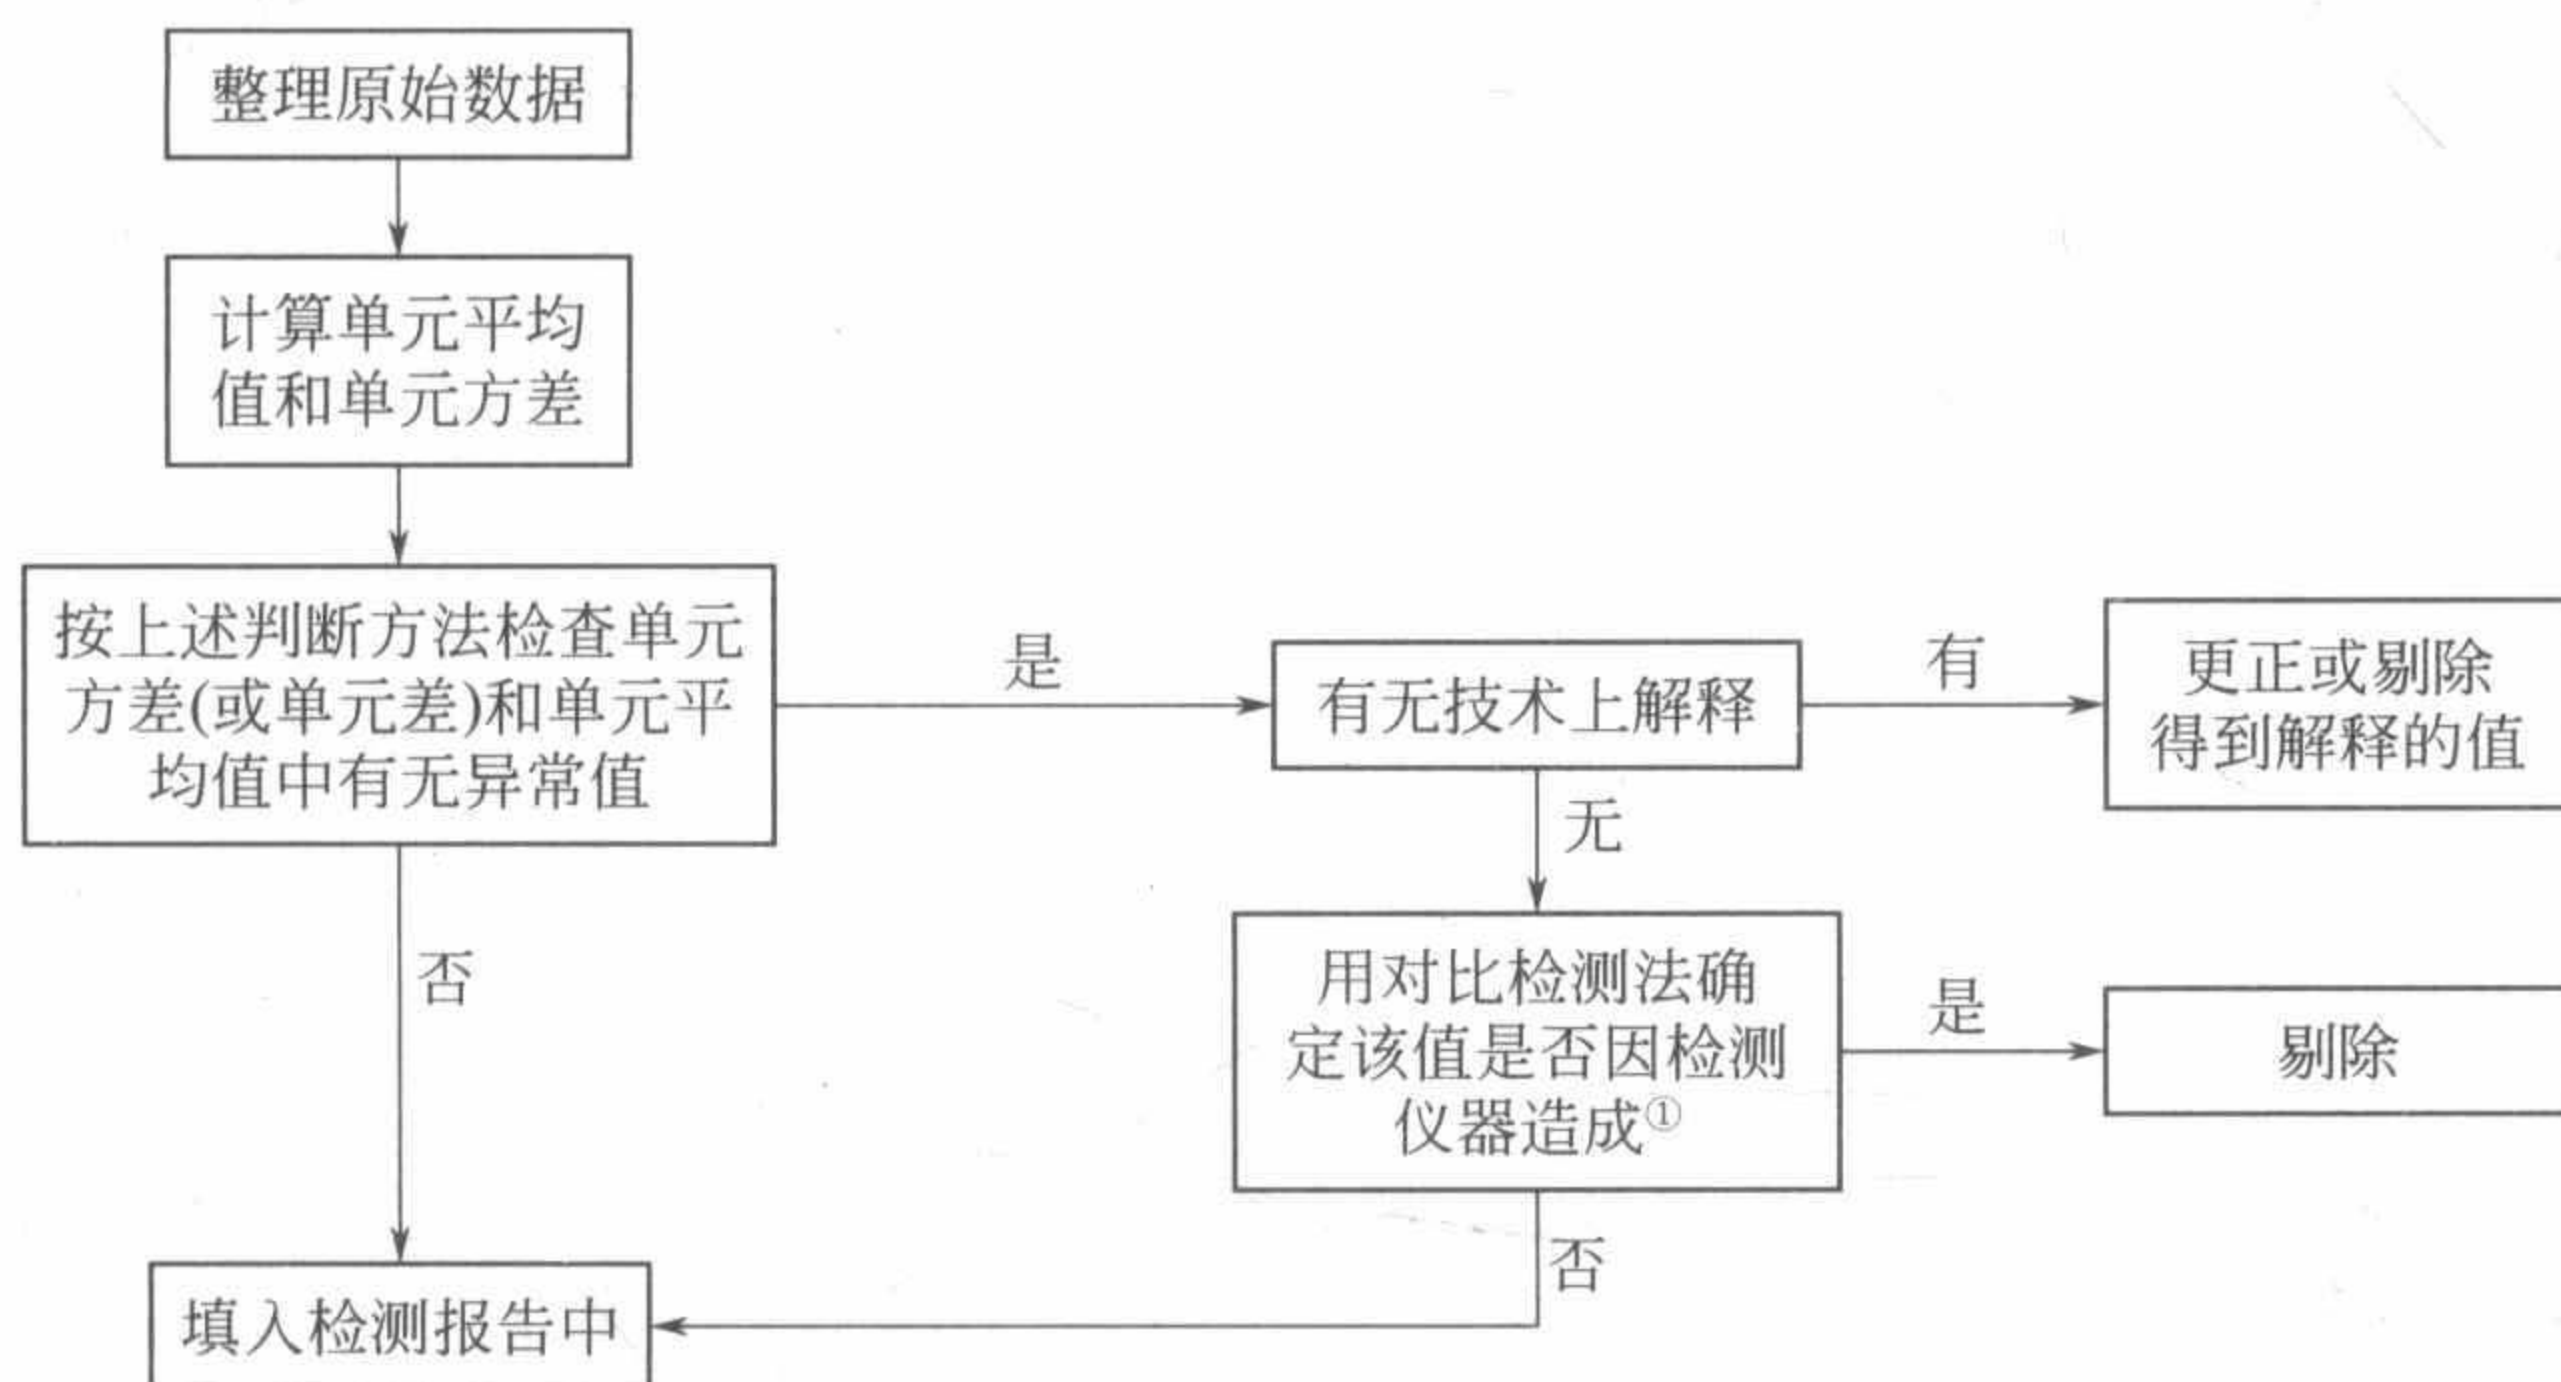 整理原始数据
计算单元平均
值和单元方差
按上述判断方法检查单元
方差(或单元差)和单元平
均值中有无异常值
是
有无技术上解释
有
更正或剔除
得到解释的值
无
否
用对比检测法确
定该值是否因检测
仪器造成①
是
剔除
否
填入检测报告中